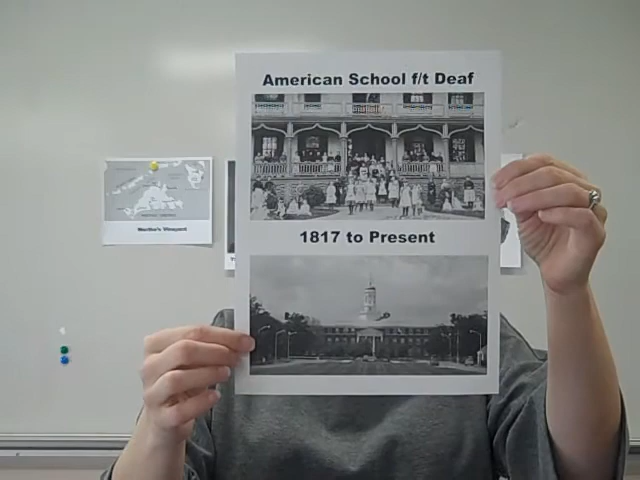 American School f/t Deaf
1817 to Present
Martha's Vineyard